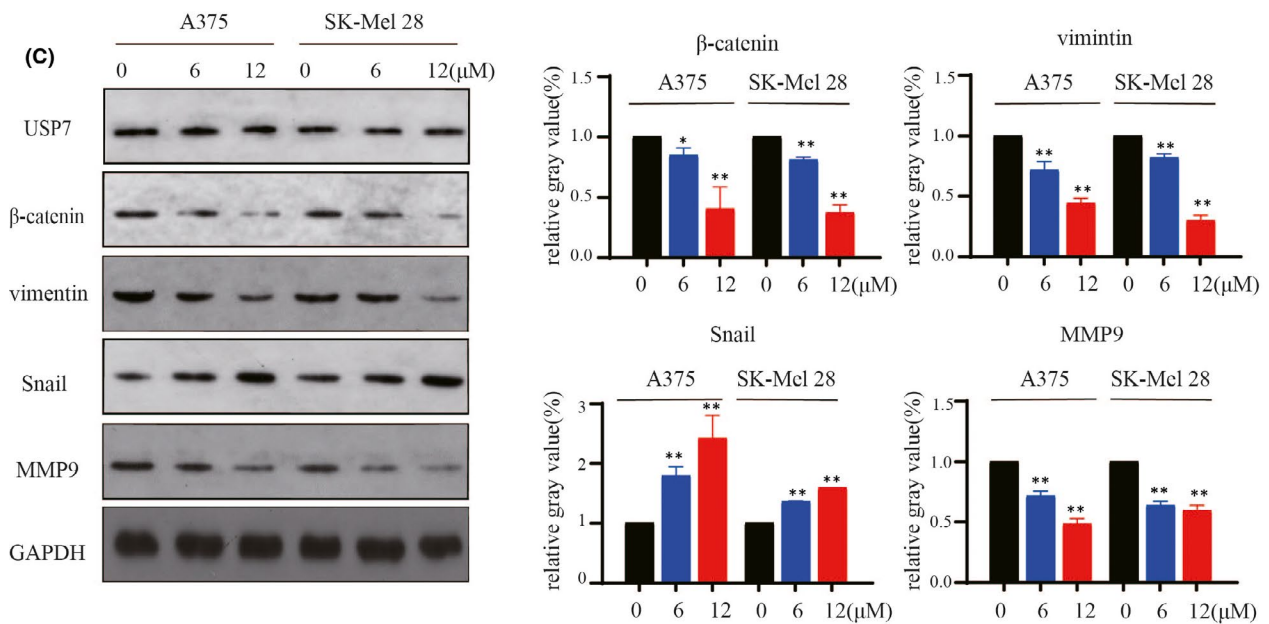 (C)
A375 SK-Mel 28
0 6 12 0 6 12(μM)
USP7
β-catenin
vimentin
Snail
MMP9
GAPDH
β-catenin
relative gray value(%)
1.5
1.0
0.5
0.0
A375 SK-Mel 28
* ** ** **
0 6 12 0 6 12(μM)
vimintin
relative gray value(%)
1.5
1.0
0.5
0.0
A375 SK-Mel 28
** ** ** **
0 6 12 0 6 12(μM)
Snail
relative gray value(%)
3
2
1
0
A375 SK-Mel 28
** ** ** **
0 6 12 0 6 12(μM)
MMP9
relative gray value(%)
1.5
1.0
0.5
0.0
A375 SK-Mel 28
** ** ** **
0 6 12 0 6 12(μM)